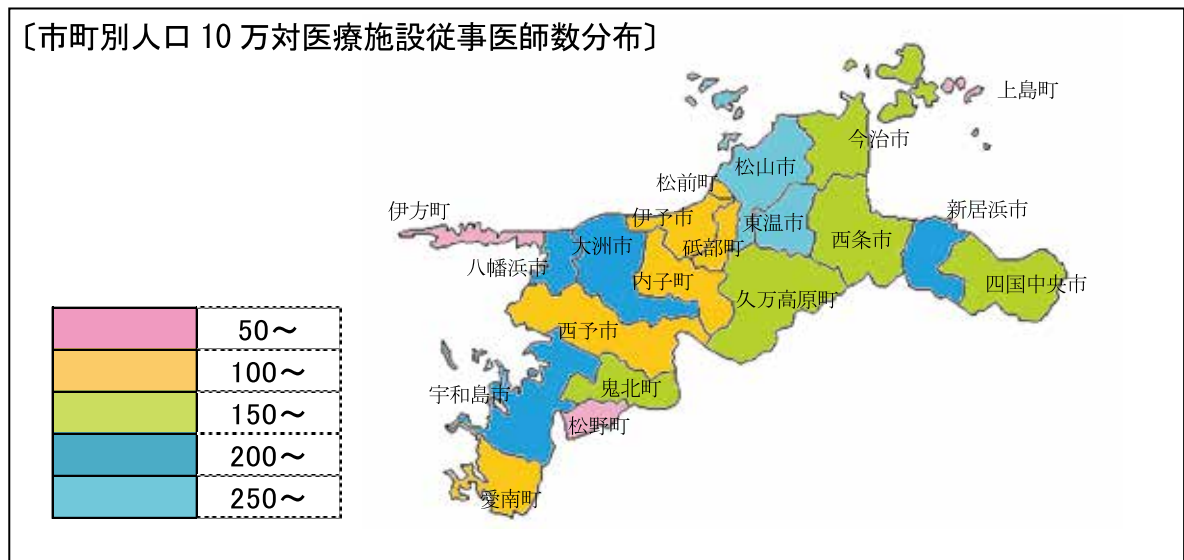 〔市町別人口 10 万対医療施設従事医師数分布〕
上島町
今治市
松山市
松前町
新居浜市
伊方町
伊予市
東温市
西条市
大洲市
砥部町
八幡浜市
内子町
四国中央市
久万高原町
西予市
鬼北町
宇和島市
松野町
愛南町
50～
100～
150～
200～
250～